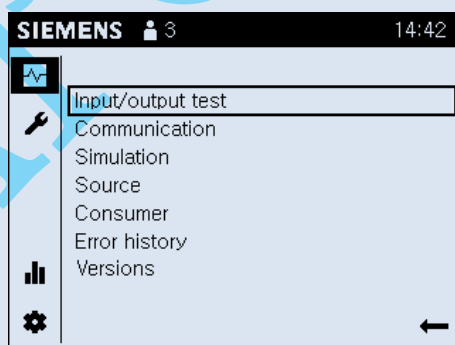 SIEMENS 3 14:42
Input/output test
Communication
Simulation
Source
Consumer
Error history
Versions